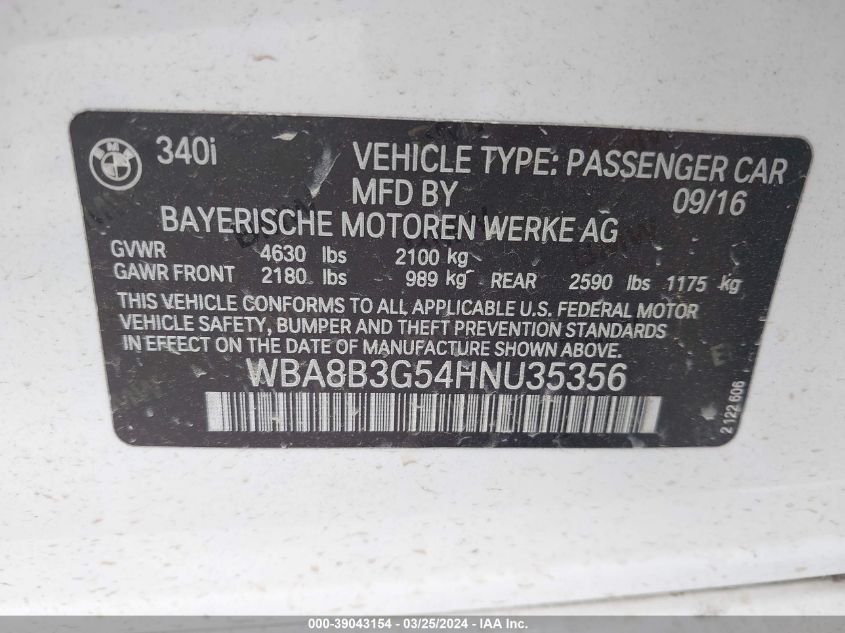 BMW
340i VEHICLE TYPE: PASSENGER CAR
MFD BY 09/16
BAYERISCHE MOTOREN WERKE AG
GVWR 4630 lbs 2100 kg
GAWR FRONT 2180 lbs 989 kg REAR 2590 lbs 1175 kg
THIS VEHICLE CONFORMS TO ALL APPLICABLE U.S. FEDERAL MOTOR
VEHICLE SAFETY, BUMPER AND THEFT PREVENTION STANDARDS
IN EFFECT ON THE DATE OF MANUFACTURE SHOWN ABOVE.
WBA8B3G54HNU35356
2 122 606
000-39043154 - 03/25/2024 - IAA Inc.